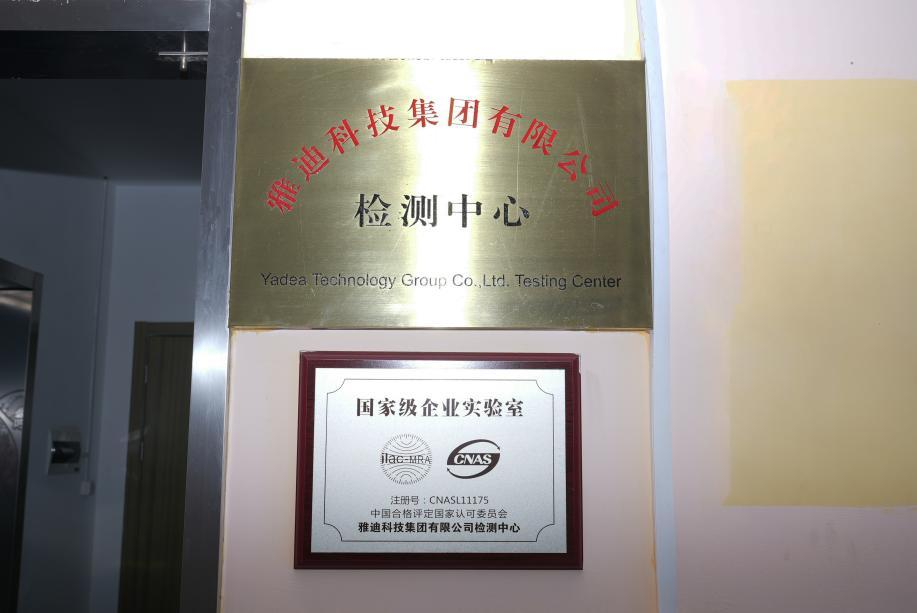 雅迪科技集团有限公司
检测中心
Yadea Technology Group Co.,Ltd. Testing Center
国家级企业实验室
ilac-MRA CNAS
注册号：CNASL11175
中国合格评定国家认可委员会
雅迪科技集团有限公司检测中心